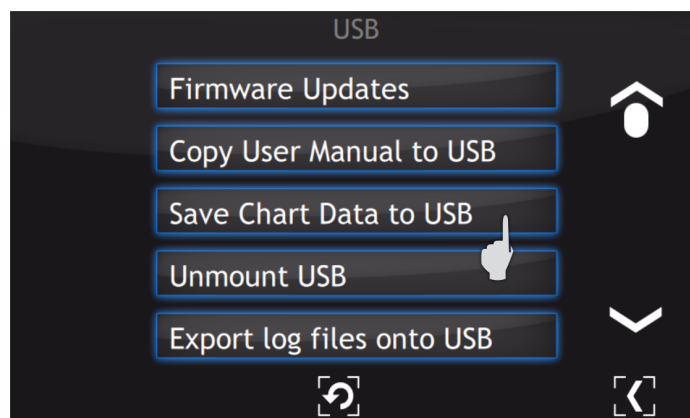 USB
Firmware Updates
Copy User Manual to USB
Save Chart Data to USB
Unmount USB
Export log files onto USB